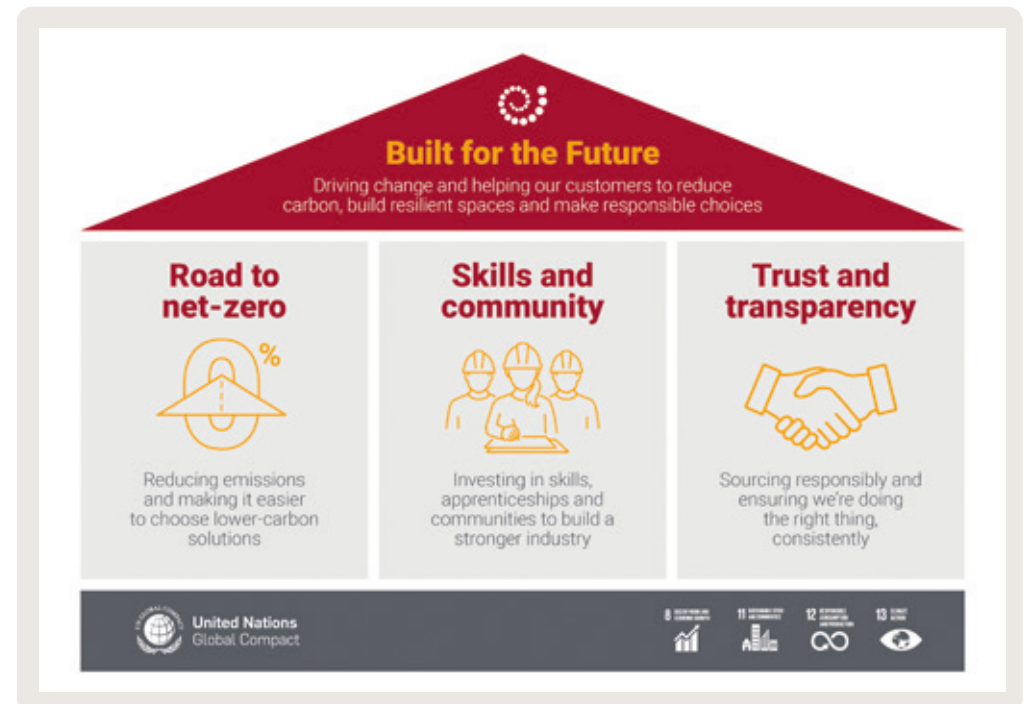 Built for the Future
Driving change and helping our customers to reduce
carbon, build resilient spaces and make responsible choices
Road to
net-zero
%
Reducing emissions
and making it easier
to choose lower-carbon
solutions
Skills and
community
Investing in skills,
apprenticeships and
communities to build a
stronger industry
Trust and
transparency
Sourcing responsibly and
ensuring we're doing
the right thing,
consistently
United Nations
Global Compact
8
11
12
13